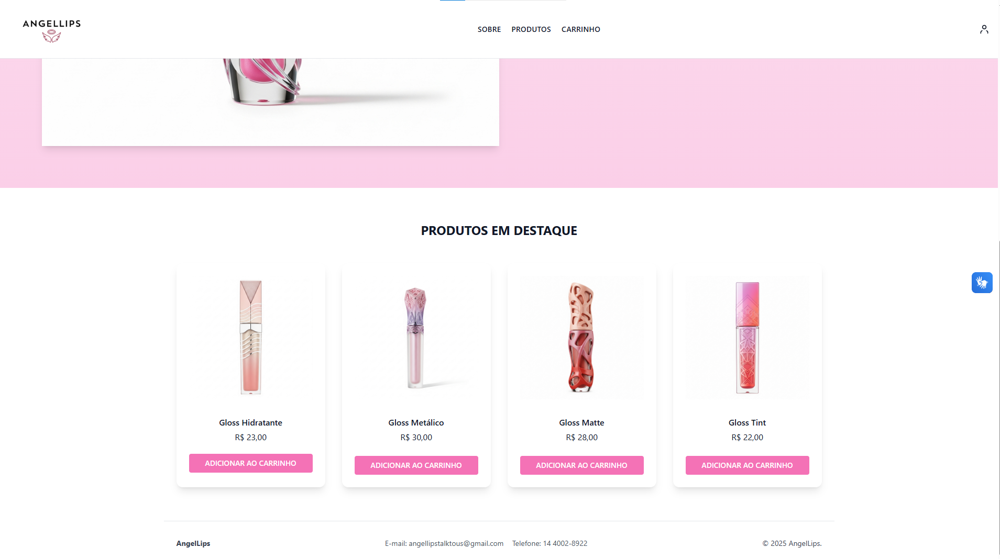 ANGELLIPS
SOBRE PRODUTOS CARRINHO
PRODUTOS EM DESTAQUE
Gloss Hidratante
R$ 23,00
ADICIONAR AO CARRINHO
Gloss Metálico
R$ 30,00
ADICIONAR AO CARRINHO
Gloss Matte
R$ 28,00
ADICIONAR AO CARRINHO
Gloss Tint
R$ 22,00
ADICIONAR AO CARRINHO
AngelLips
E-mail: angellipstalktous@gmail.com Telefone: 14 4002-8922
© 2025 AngelLips.